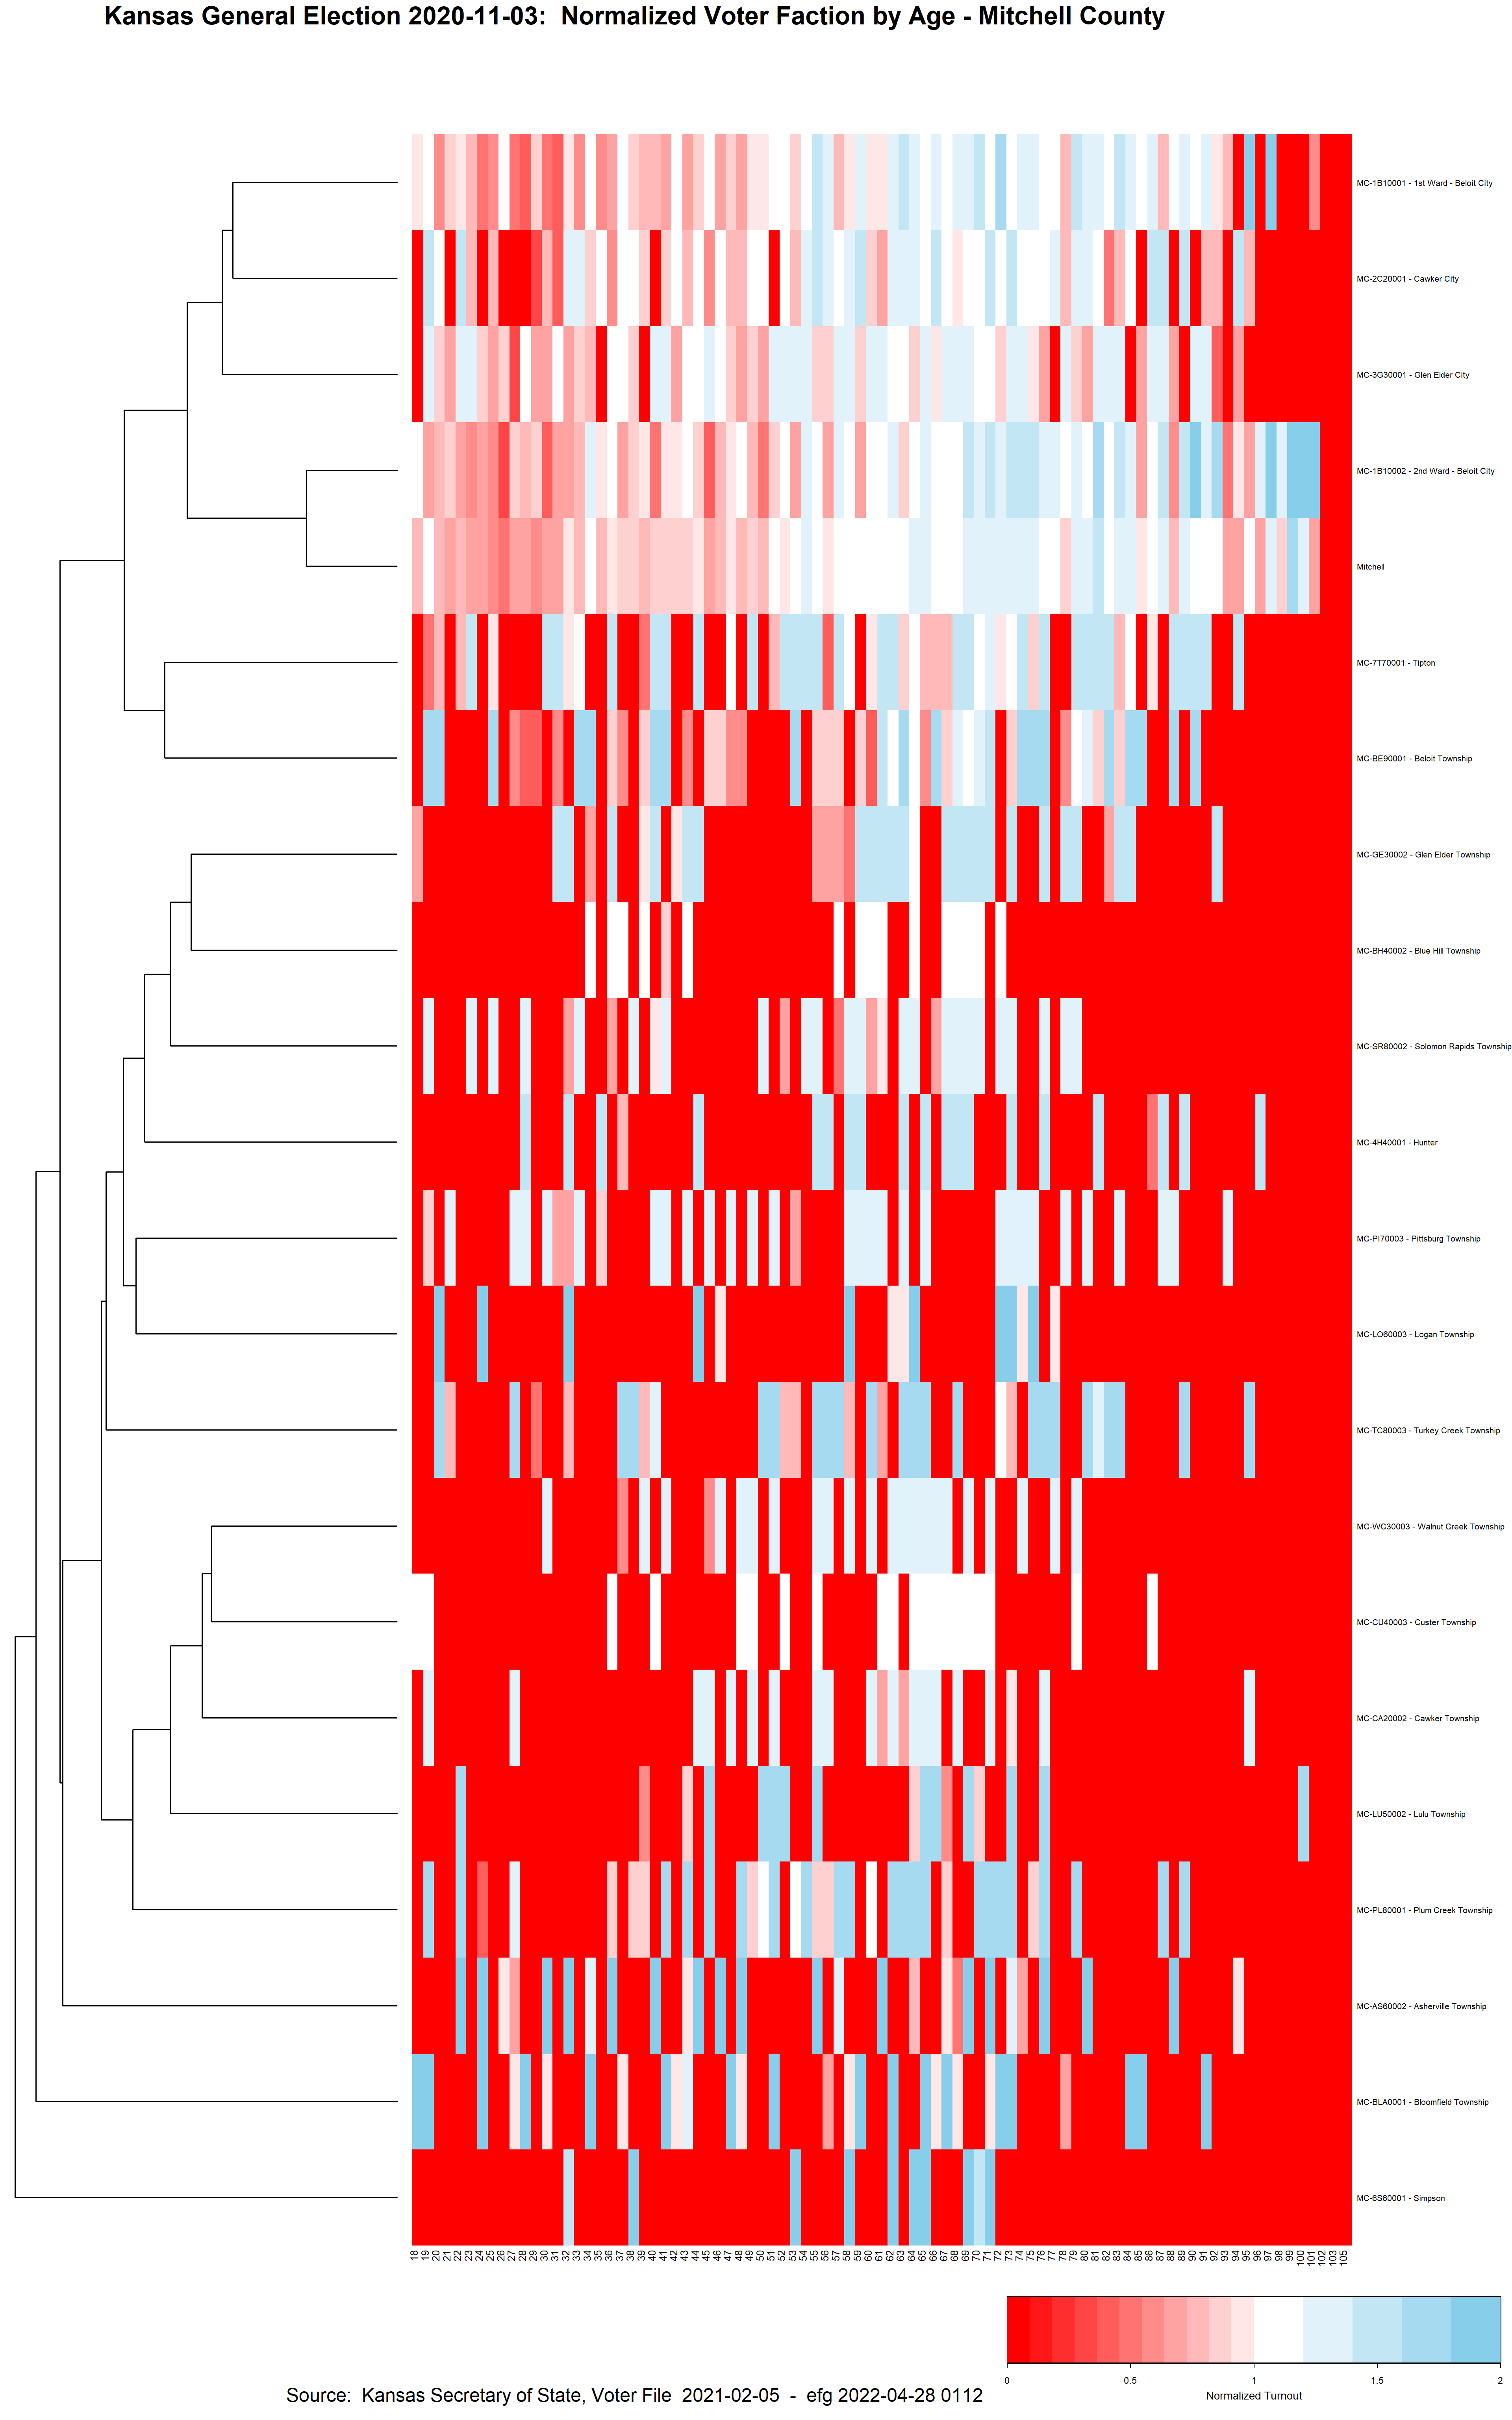 Kansas General Election 2020-11-03:  Normalized Voter Faction by Age - Mitchell County
MC-1B10001 - 1st Ward - Beloit City
MC-2C20001 - Cawker City
MC-3G30001 - Glen Elder City
MC-1B10002 - 2nd Ward - Beloit City
Mitchell
MC-7T70001 - Tipton
MC-BE90001 - Beloit Township
MC-GE30002 - Glen Elder Township
MC-BH40002 - Blue Hill Township
MC-SR80002 - Solomon Rapids Township
MC-4H40001 - Hunter
MC-PI70003 - Pittsburg Township
MC-LO60003 - Logan Township
MC-TC80003 - Turkey Creek Township
MC-WC30003 - Walnut Creek Township
MC-CU40003 - Custer Township
MC-CA20002 - Cawker Township
MC-LU50002 - Lulu Township
MC-PL80001 - Plum Creek Township
MC-AS60002 - Asherville Township
MC-BLA0001 - Bloomfield Township
MC-6S60001 - Simpson
18 19 20 21 22 23 24 25 26 27 28 29 30 31 32 33 34 35 36 37 38 39 40 41 42 43 44 45 46 47 48 49 50 51 52 53 54 55 56 57 58 59 60 61 62 63 64 65 66 67 68 69 70 71 72 73 74 75 76 77 78 79 80 81 82 83 84 85 86 87 88 89 90 91 92 93 94 95 96 97 98 99 100 101 102 103 105
0 0.5 1 1.5 2
Normalized Turnout
Source:  Kansas Secretary of State, Voter File  2021-02-05  -  efg 2022-04-28 0112